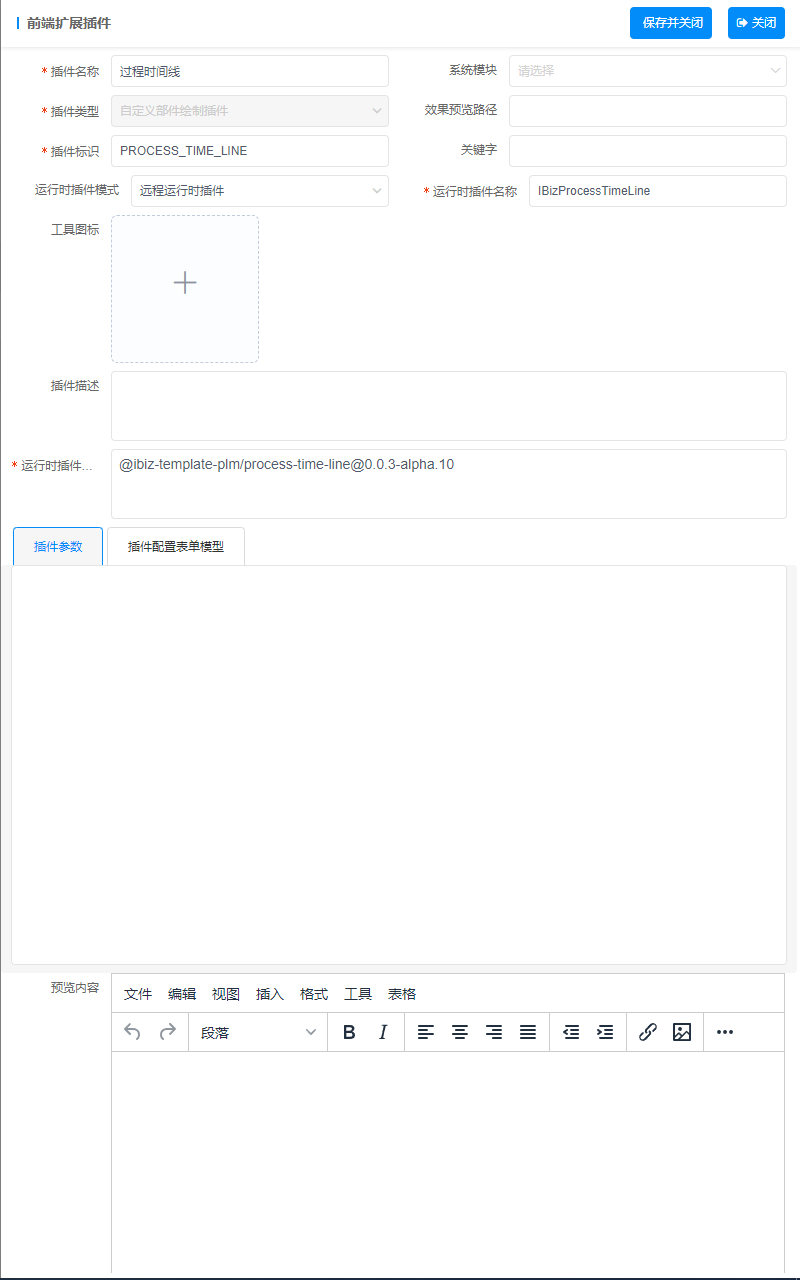 前端扩展插件
保存并关闭
关闭
* 插件名称
过程时间线
系统模块
请选择
* 插件类型
自定义部件绘制插件
效果预览路径
* 插件标识
PROCESS_TIME_LINE
关键字
运行时插件模式
远程运行时插件
* 运行时插件名称
IBizProcessTimeLine
工具图标
插件描述
* 运行时插件...
@ibiz-template-plm/process-time-line@0.0.3-alpha.10
插件参数
插件配置表单模型
预览内容
文件 编辑 视图 插入 格式 工具 表格
段落
B I